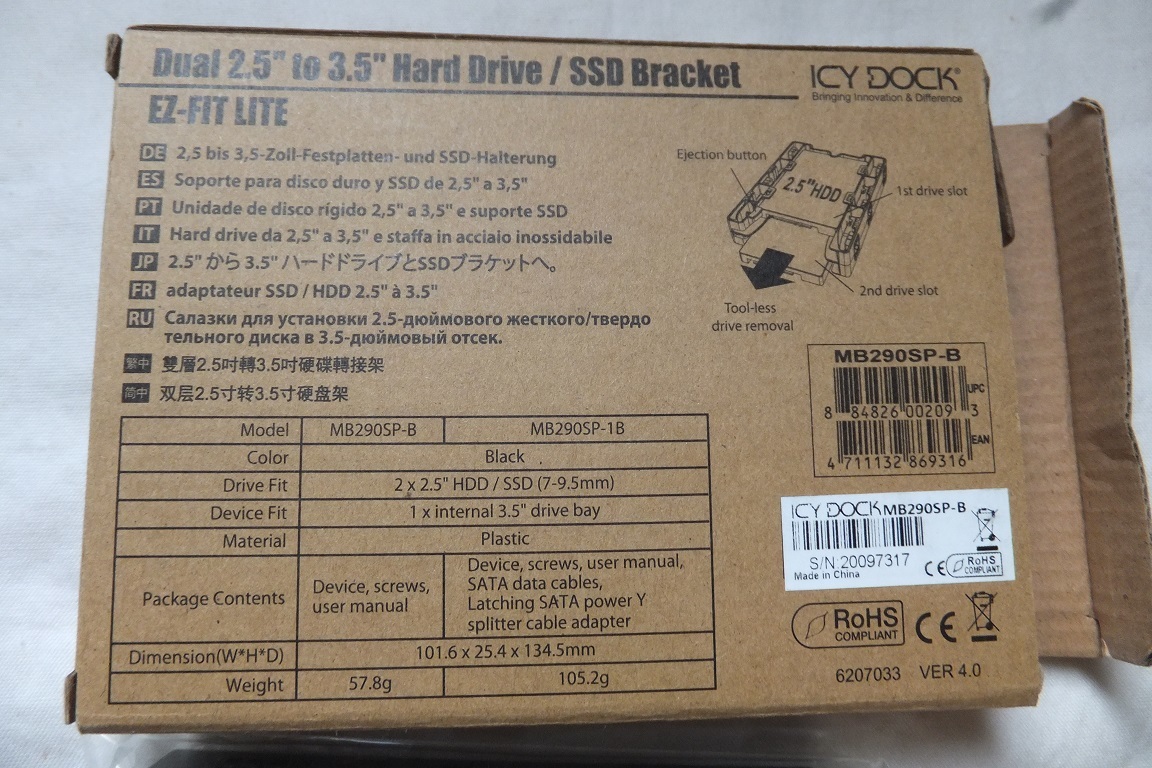 Dual 2.5" to 3.5" Hard Drive / SSD Bracket
EZ-FIT LITE
ICY DOCK®
Bringing Innovation & Difference
DE 2,5 bis 3,5-Zoll-Festplatten- und SSD-Halterung
ES Soporte para disco duro y SSD de 2,5" a 3,5"
PT Unidade de disco rígido 2,5" a 3,5" e suporte SSD
IT Hard drive da 2,5" a 3,5" e staffa in acciaio inossidabile
JP 2.5" から 3.5" ハードドライブとSSDブラケットへ。
FR adaptateur SSD / HDD 2.5" à 3.5"
RU Салазки для установки 2.5-дюймового жесткого/твердо
тельного диска в 3.5-дюймовый отсек.
繁中 雙層2.5吋轉3.5吋硬碟轉接架
简中 双层2.5寸转3.5寸硬盘架
Ejection button
2.5"HDD
1st drive slot
2nd drive slot
Tool-less
drive removal
Model MB290SP-B MB290SP-1B
Color Black
Drive Fit 2 x 2.5" HDD / SSD (7-9.5mm)
Device Fit 1 x internal 3.5" drive bay
Material Plastic
Package Contents
Device, screws,
user manual
Device, screws, user manual,
SATA data cables,
Latching SATA power Y
splitter cable adapter
Dimension(W*H*D) 101.6 x 25.4 x 134.5mm
Weight 57.8g 105.2g
MB290SP-B
UPC
8 84826 00209 3
EAN
4 711132 869316
ICY DOCK MB290SP-B
S/N:20097317
Made in China
CE RoHS
COMPLIANT
RoHS
COMPLIANT
CE
6207033 VER 4.0